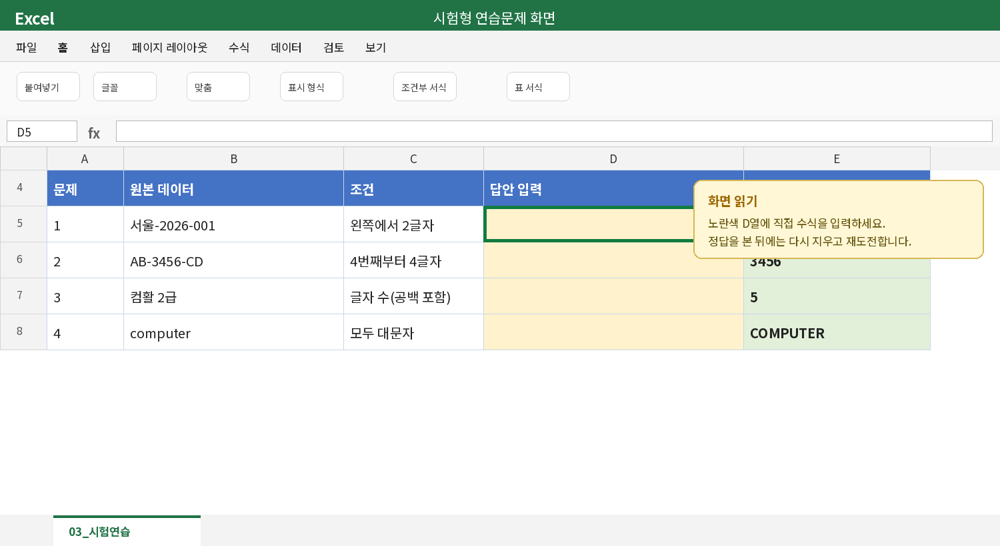 Excel
시험형 연습문제 화면
파일 홈 삽입 페이지 레이아웃 수식 데이터 검토 보기
붙여넣기 글꼴 맞춤 표시 형식 조건부 서식 표 서식
D5 fx
A B C D E
4 문제 원본 데이터 조건 답안 입력
화면 읽기
노란색 D열에 직접 수식을 입력하세요.
정답을 본 뒤에는 다시 지우고 재도전합니다.
5 1 서울-2026-001 왼쪽에서 2글자
6 2 AB-3456-CD 4번째부터 4글자 3456
7 3 컴활 2급 글자 수(공백 포함) 5
8 4 computer 모두 대문자 COMPUTER
03_시험연습